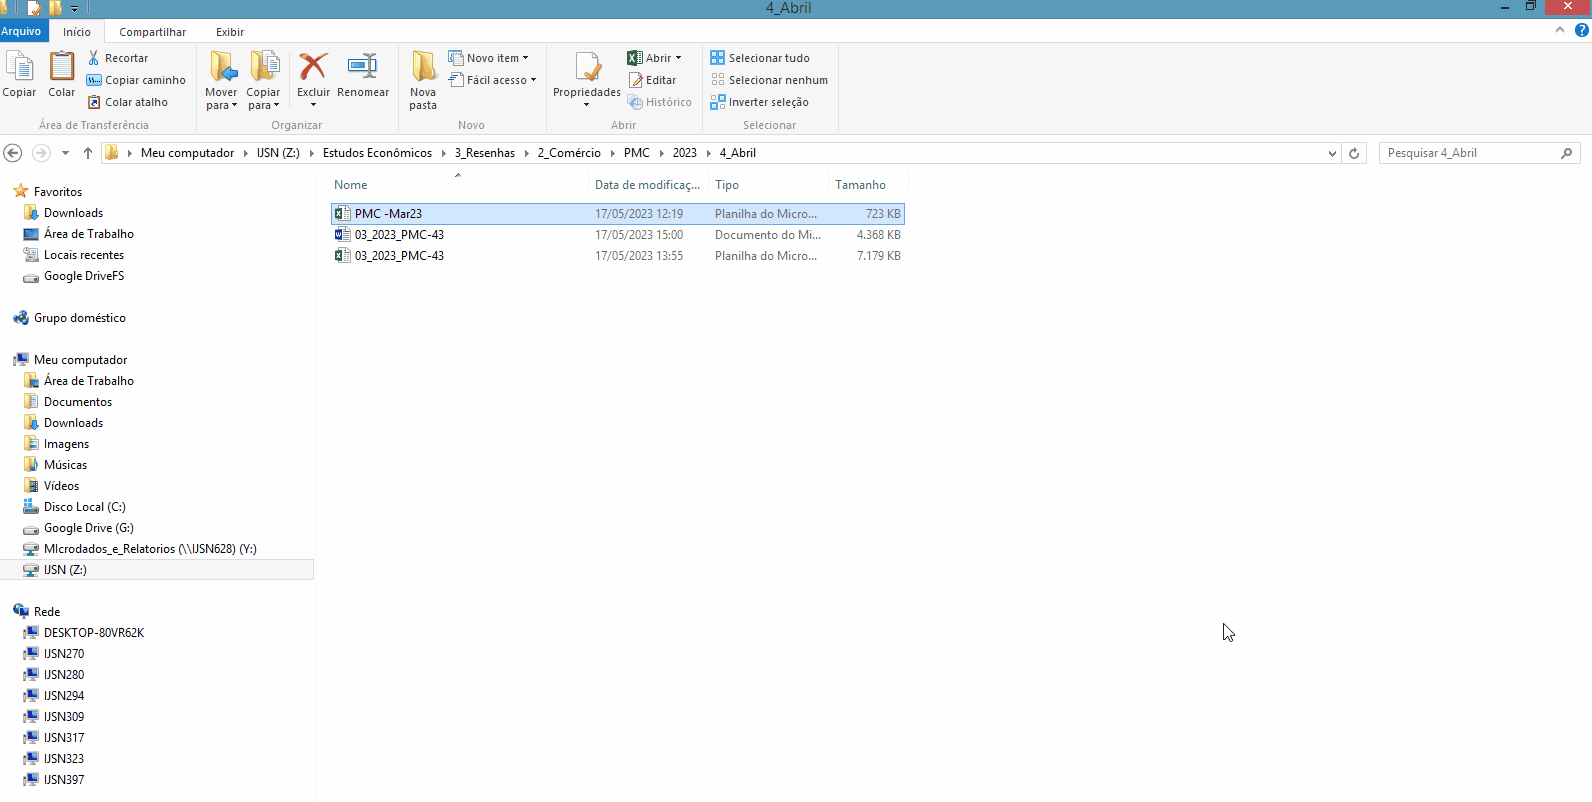 4_Abril
Arquivo Início Compartilhar Exibir
Copiar Colar Recortar Copiar caminho Colar atalho
Área de Transferência
Mover para Copiar para Excluir Renomear
Organizar
Nova pasta Novo item Fácil acesso
Novo
Propriedades Abrir Editar Histórico
Abrir
Selecionar tudo Selecionar nenhum Inverter seleção
Selecionar
Meu computador IJSN (Z:) Estudos Econômicos 3_Resenhas 2_Comércio PMC 2023 4_Abril
Pesquisar 4_Abril
Favoritos
Downloads
Área de Trabalho
Locais recentes
Google DriveFS
Grupo doméstico
Meu computador
Área de Trabalho
Documentos
Downloads
Imagens
Músicas
Vídeos
Disco Local (C:)
Google Drive (G:)
MIcrodados_e_Relatorios (\\IJSN628) (Y:)
IJSN (Z:)
Rede
DESKTOP-80VR62K
IJSN270
IJSN280
IJSN294
IJSN309
IJSN317
IJSN323
IJSN397
Nome Data de modificaç... Tipo Tamanho
PMC -Mar23 17/05/2023 12:19 Planilha do Micro... 723 KB
03_2023_PMC-43 17/05/2023 15:00 Documento do Mi... 4.368 KB
03_2023_PMC-43 17/05/2023 13:55 Planilha do Micro... 7.179 KB